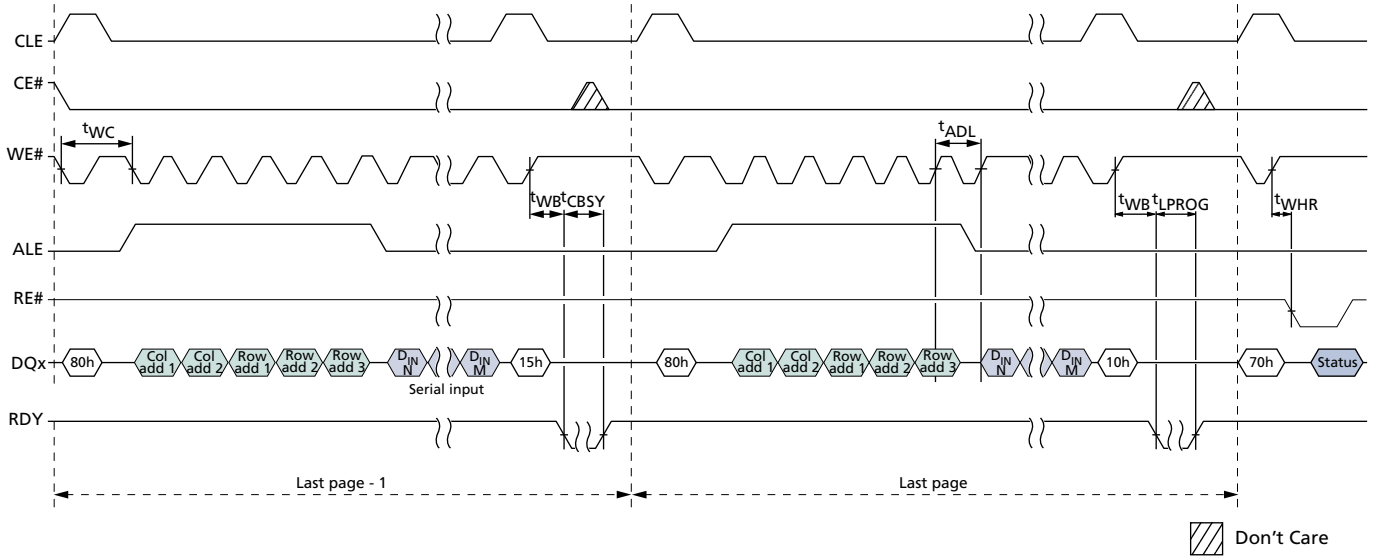 CLE
CE#
tWC
tADL
WE#
tWB tCBSY
tWB tLPROG
tWHR
ALE
RE#
DQx
80h
Col add 1
Col add 2
Row add 1
Row add 2
Row add 3
DIN N
DIN M
15h
80h
Col add 1
Col add 2
Row add 1
Row add 2
Row add 3
DIN N
DIN M
10h
70h
Status
Serial input
RDY
Last page - 1
Last page
Don't Care